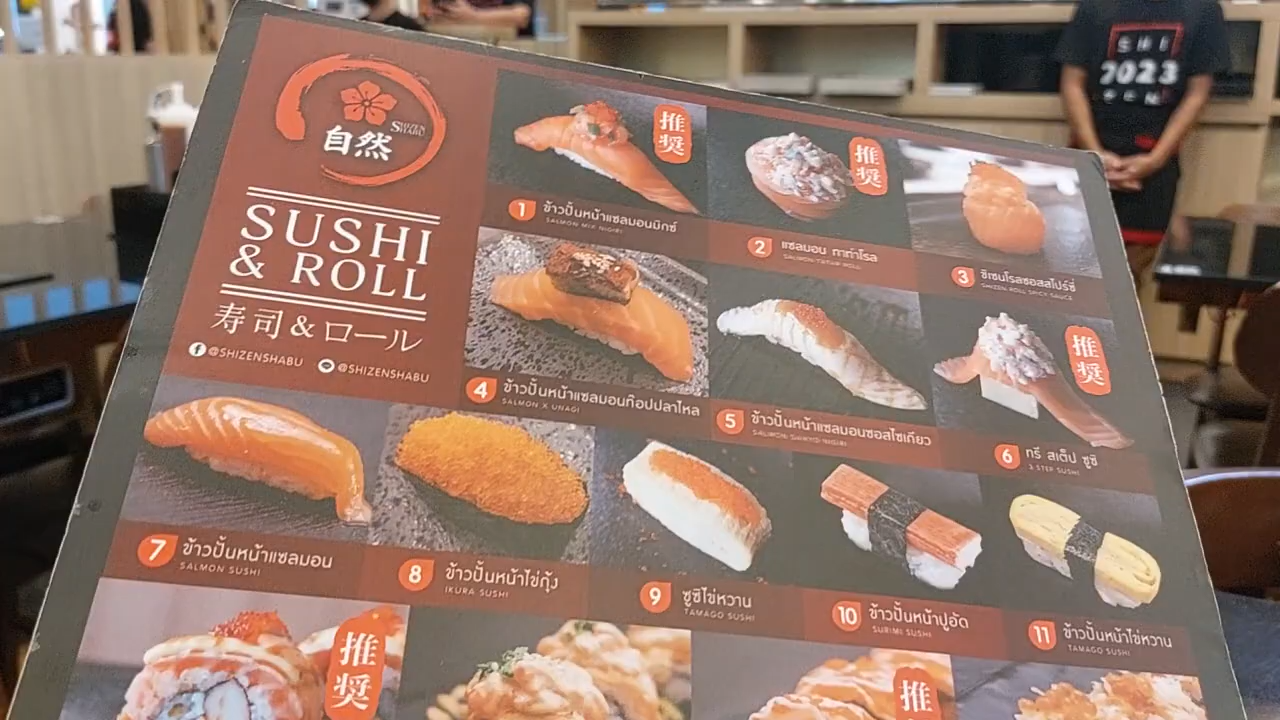 SHIZEN
SHABU
自然
SUSHI
& ROLL
寿司&ロール
@SHIZENSHABU @SHIZENSHABU
推奨
1 ข้าวปั้นหน้าแซลมอนมิกซ์
SALMON MIX NIGIRI
推奨
2 แซลมอน ทาทาโรล
SALMON TATAR ROLL
3 ชิเซนโรลซอสสไปร์ซี่
SHIZEN ROLL SPICY SAUCE
4 ข้าวปั้นหน้าแซลมอนท๊อปปลาไหล
SALMON X UNAGI
5 ข้าวปั้นหน้าแซลมอนซอสไซเกียว
SALMON SAIKYO NIGIRI
推奨
6 ทรี สเต็ป ซูชิ
3 STEP SUSHI
7 ข้าวปั้นหน้าแซลมอน
SALMON SUSHI
8 ข้าวปั้นหน้าไข่กุ้ง
IKURA SUSHI
9 ซูชิไข่หวาน
TAMAGO SUSHI
10 ข้าวปั้นหน้าปูอัด
SURIMI SUSHI
11 ข้าวปั้นหน้าไข่หวาน
TAMAGO SUSHI
推奨
推奨
SHI
2023
ZEN